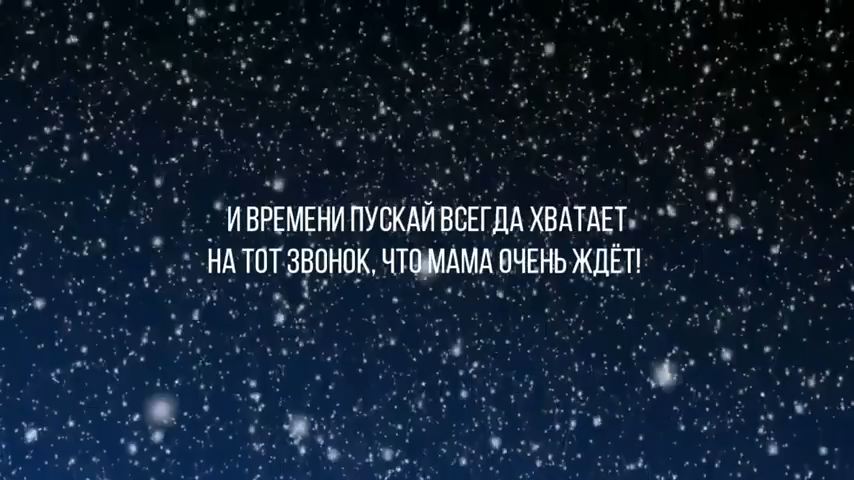 И ВРЕМЕНИ ПУСКАЙ ВСЕГДА ХВАТАЕТ
НА ТОТ ЗВОНОК, ЧТО МАМА ОЧЕНЬ ЖДЁТ!